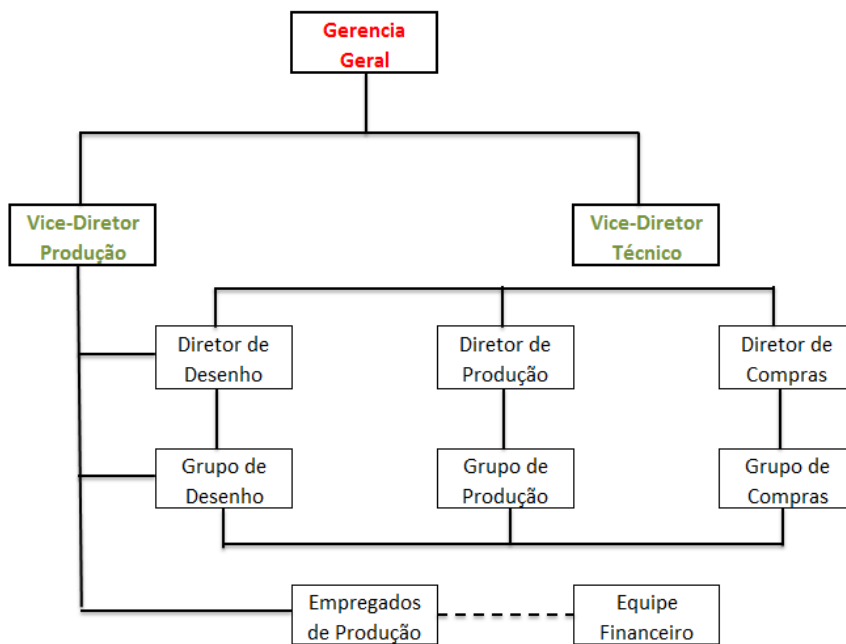 Gerencia
Geral
Vice-Diretor
Produção
Vice-Diretor
Técnico
Diretor de
Desenho
Diretor de
Produção
Diretor de
Compras
Grupo de
Desenho
Grupo de
Produção
Grupo de
Compras
Empregados
de Produção
Equipe
Financeiro